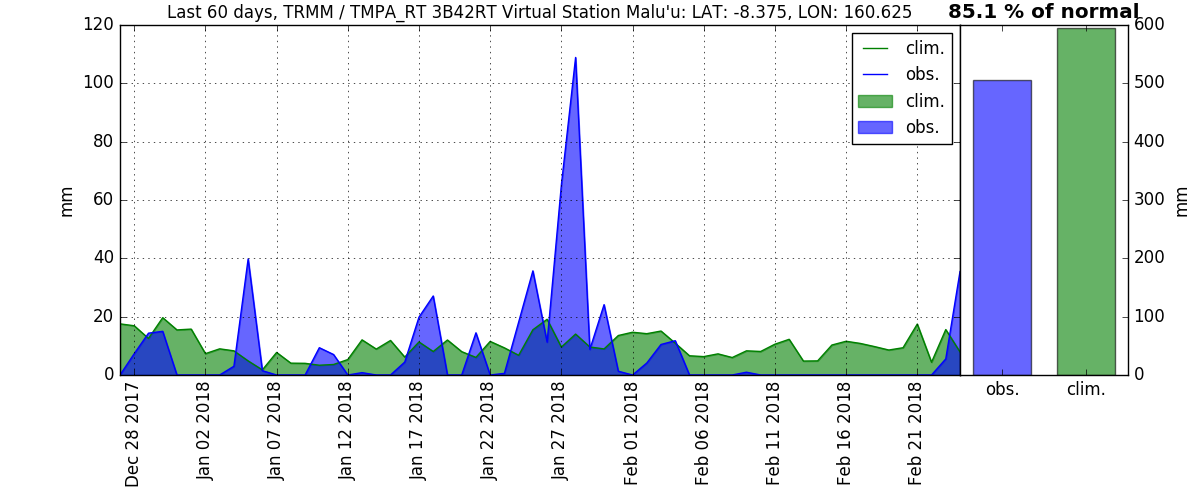 Last 60 days, TRMM / TMPA_RT 3B42RT Virtual Station Malu'u: LAT: -8.375, LON: 160.625
85.1 % of normal
120
100
80
60
40
20
0
mm
clim.
obs.
clim.
obs.
600
500
400
300
200
100
0
mm
obs.
clim.
Dec 28 2017
Jan 02 2018
Jan 07 2018
Jan 12 2018
Jan 17 2018
Jan 22 2018
Jan 27 2018
Feb 01 2018
Feb 06 2018
Feb 11 2018
Feb 16 2018
Feb 21 2018